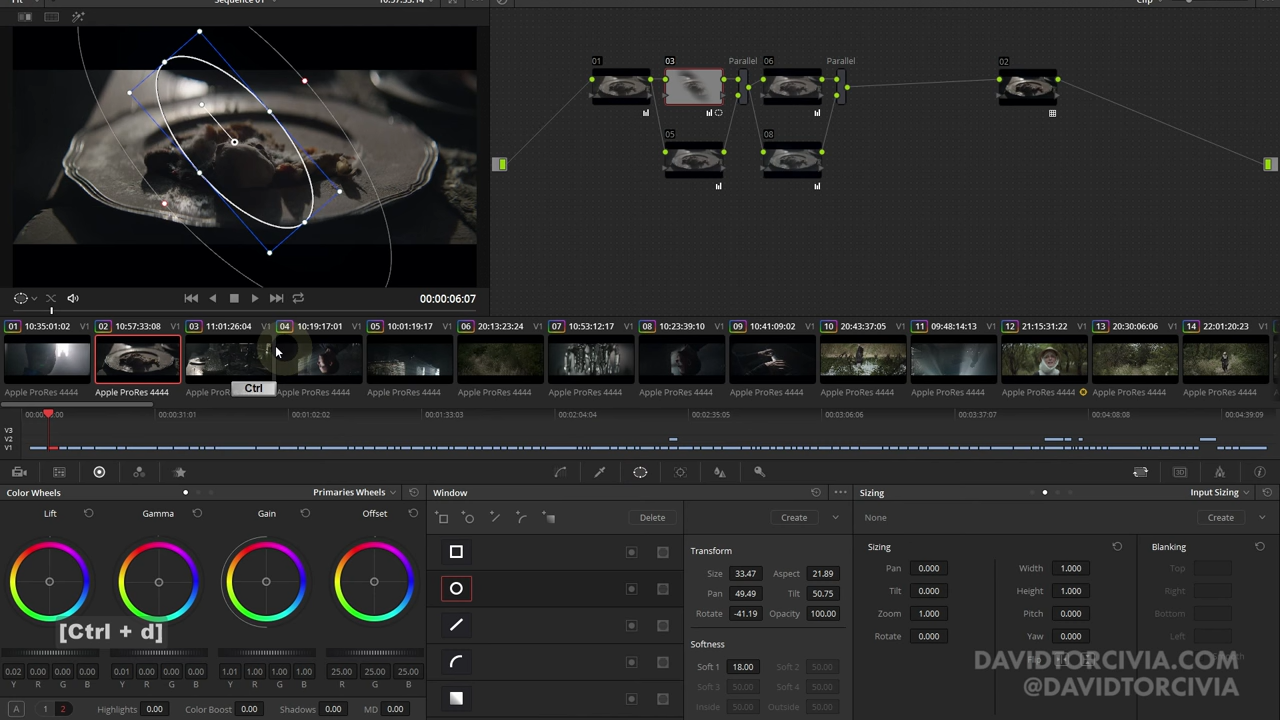 Sequence 01
10:57:33:14
Clip
01
03
Parallel
06
Parallel
02
05
08
00:00:06:07
01 10:35:01:02 V1
02 10:57:33:08 V1
03 11:01:26:04 V1
04 10:19:17:01 V1
05 10:01:19:17 V1
06 20:13:23:24 V1
07 10:53:12:17 V1
08 10:23:39:10 V1
09 10:41:09:02 V1
10 20:43:37:05 V1
11 09:48:14:13 V1
12 21:15:31:22 V1
13 20:30:06:06 V1
14 22:01:20:23 V1
Apple ProRes 4444
Apple ProRes 4444
Apple ProR
Ctrl
Apple ProRes 4444
Apple ProRes 4444
Apple ProRes 4444
Apple ProRes 4444
Apple ProRes 4444
Apple ProRes 4444
Apple ProRes 4444
Apple ProRes 4444
Apple ProRes 4444
Apple ProRes 4444
Apple ProRes 4444
00:00:31:01
00:01:02:02
00:01:33:03
00:02:04:04
00:02:35:05
00:03:06:06
00:03:37:07
00:04:08:08
00:04:39:09
V3
V2
V1
Color Wheels
Primaries Wheels
Lift
Gamma
Gain
Offset
[Ctrl + d]
0.02 0.00 0.00 0.00
0.01 0.00 0.00 0.00
1.01 1.00 1.00 1.00
25.00 25.00 25.00
Y R G B
Y R G B
Y R G B
R G B
A 1 2 Highlights 0.00 Color Boost 0.00 Shadows 0.00 MD 0.00
Window
Delete
Create
Transform
Size 33.47 Aspect 21.89
Pan 49.49 Tilt 50.75
Rotate -41.19 Opacity 100.00
Softness
Soft 1 18.00 Soft 2 50.00
Soft 3 50.00 Soft 4 50.00
Inside 50.00 Outside 50.00
Sizing
Input Sizing
None
Create
Sizing
Blanking
Pan 0.000 Width 1.000 Top
Tilt 0.000 Height 1.000 Right
Zoom 1.000 Pitch 0.000 Bottom
Rotate 0.000 Yaw 0.000 Left
DAVIDTORCIVIA.COM
@DAVIDTORCIVIA